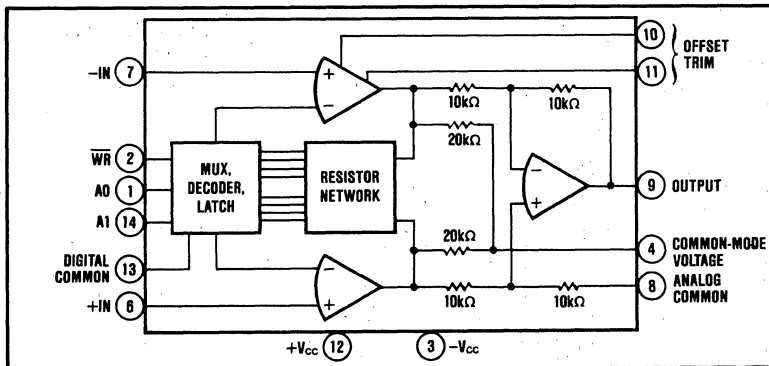 10
OFFSET
TRIM
11
−IN 7
+
−
10kΩ
10kΩ
20kΩ
W̅R̅ 2
A0 1
A1 14
MUX,
DECODER,
LATCH
RESISTOR
NETWORK
−
+
9 OUTPUT
20kΩ
4 COMMON-MODE
VOLTAGE
DIGITAL
COMMON 13
8 ANALOG
COMMON
+IN 6
−
+
10kΩ
10kΩ
+VCC 12
3 −VCC